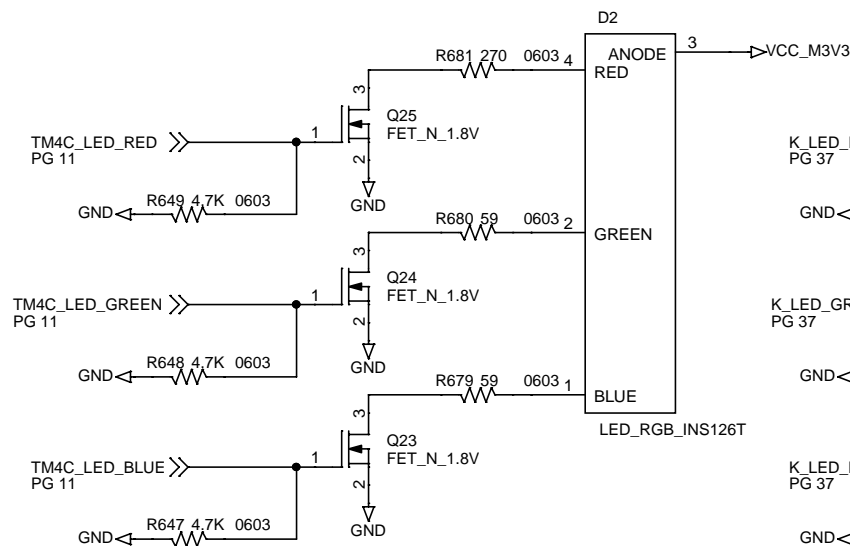 D2
R681 270 0603 4
ANODE 3 VCC_M3V3
RED
3
Q25
FET_N_1.8V
TM4C_LED_RED
PG 11
1
2
K_LED_
PG 37
R649 4.7K 0603
GND
GND
GND
R680 59 0603 2
GREEN
3
Q24
FET_N_1.8V
TM4C_LED_GREEN
PG 11
1
2
K_LED_GR
PG 37
R648 4.7K 0603
GND
GND
GND
R679 59 0603 1
BLUE
3
LED_RGB_INS126T
Q23
FET_N_1.8V
TM4C_LED_BLUE
PG 11
1
2
K_LED_
PG 37
R647 4.7K 0603
GND
GND
GND